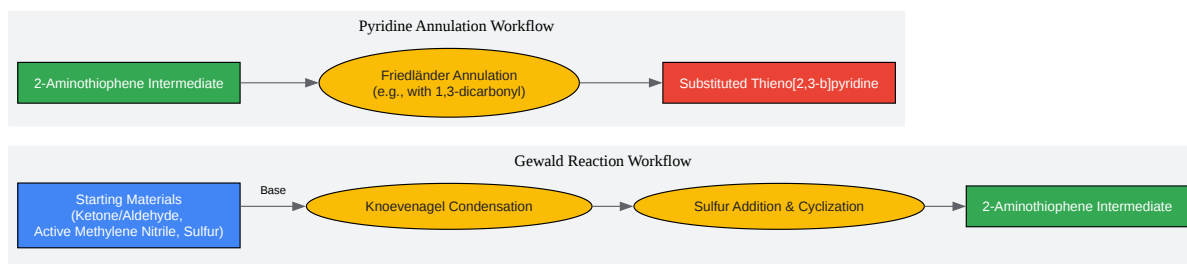 Pyridine Annulation Workflow
2-Aminothiophene Intermediate
Friedländer Annulation
(e.g., with 1,3-dicarbonyl)
Substituted Thieno[2,3-b]pyridine
Gewald Reaction Workflow
Starting Materials
(Ketone/Aldehyde,
Active Methylene Nitrile, Sulfur)
Base
Knoevenagel Condensation
Sulfur Addition & Cyclization
2-Aminothiophene Intermediate